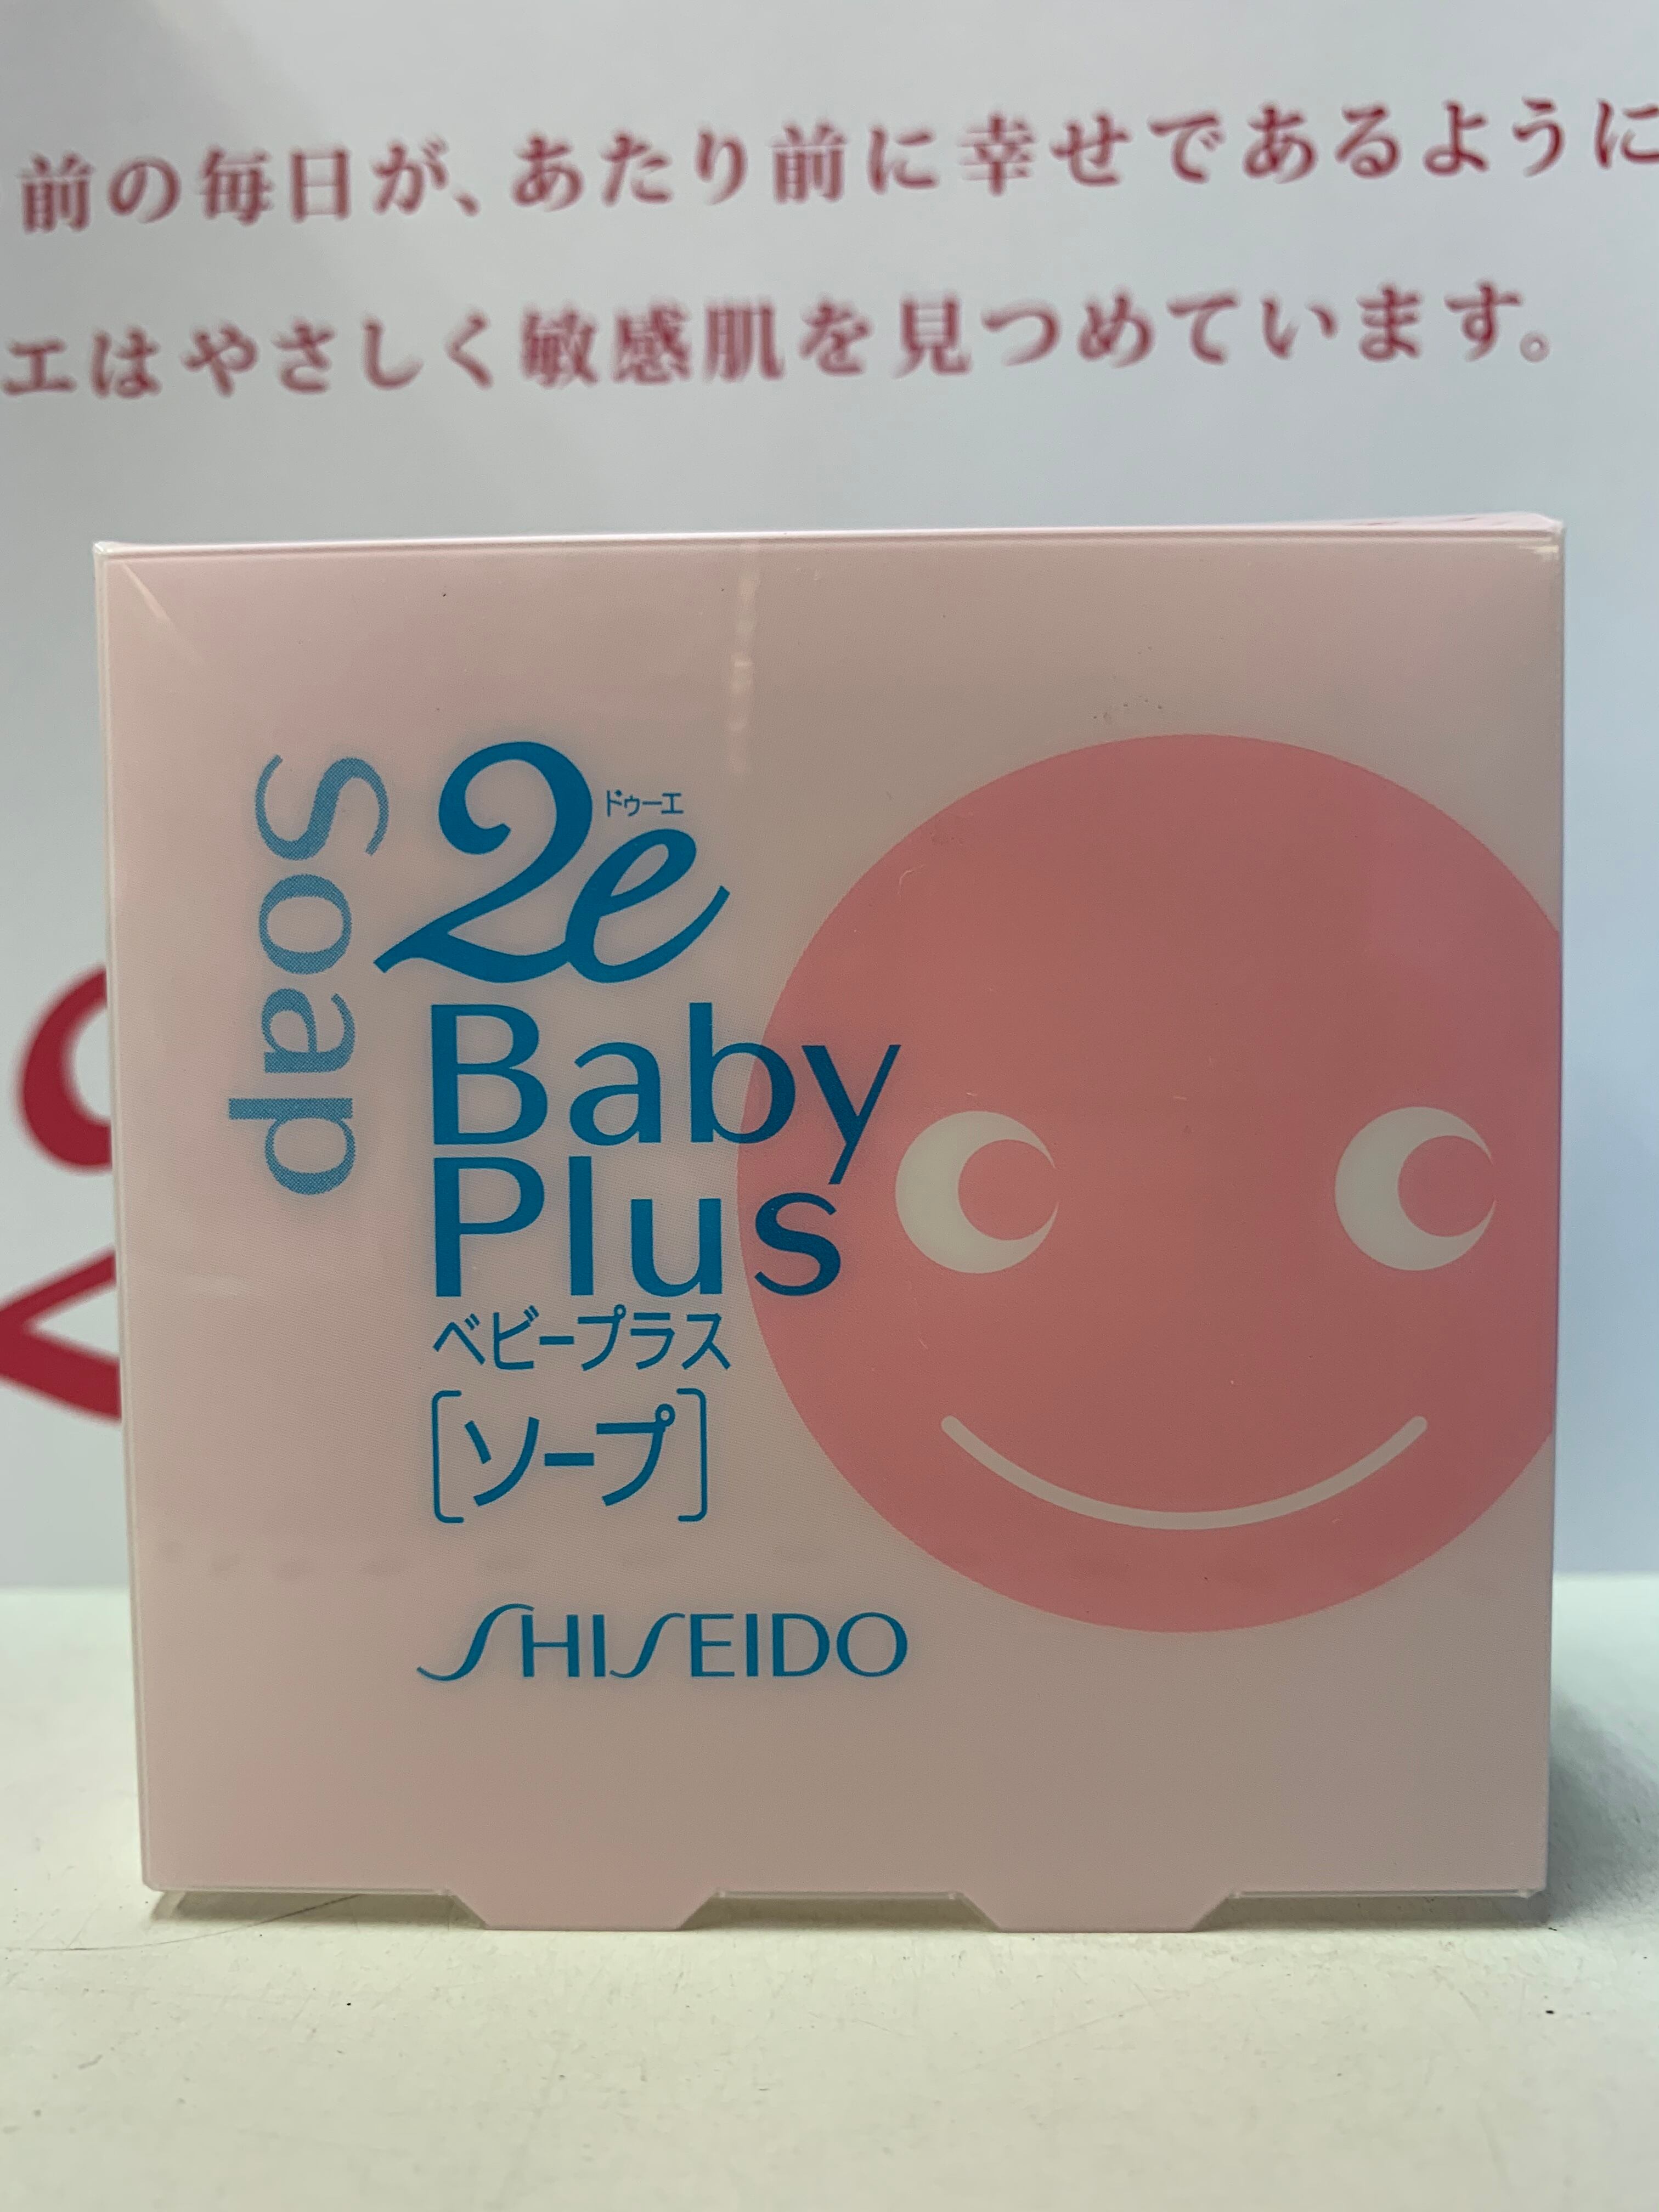 前の毎日が、あたり前に幸せであるように
エはやさしく敏感肌を見つめています。
Soap
2e
ドゥーエ
Baby
Plus
ベビープラス
[ソープ]
SHISEIDO